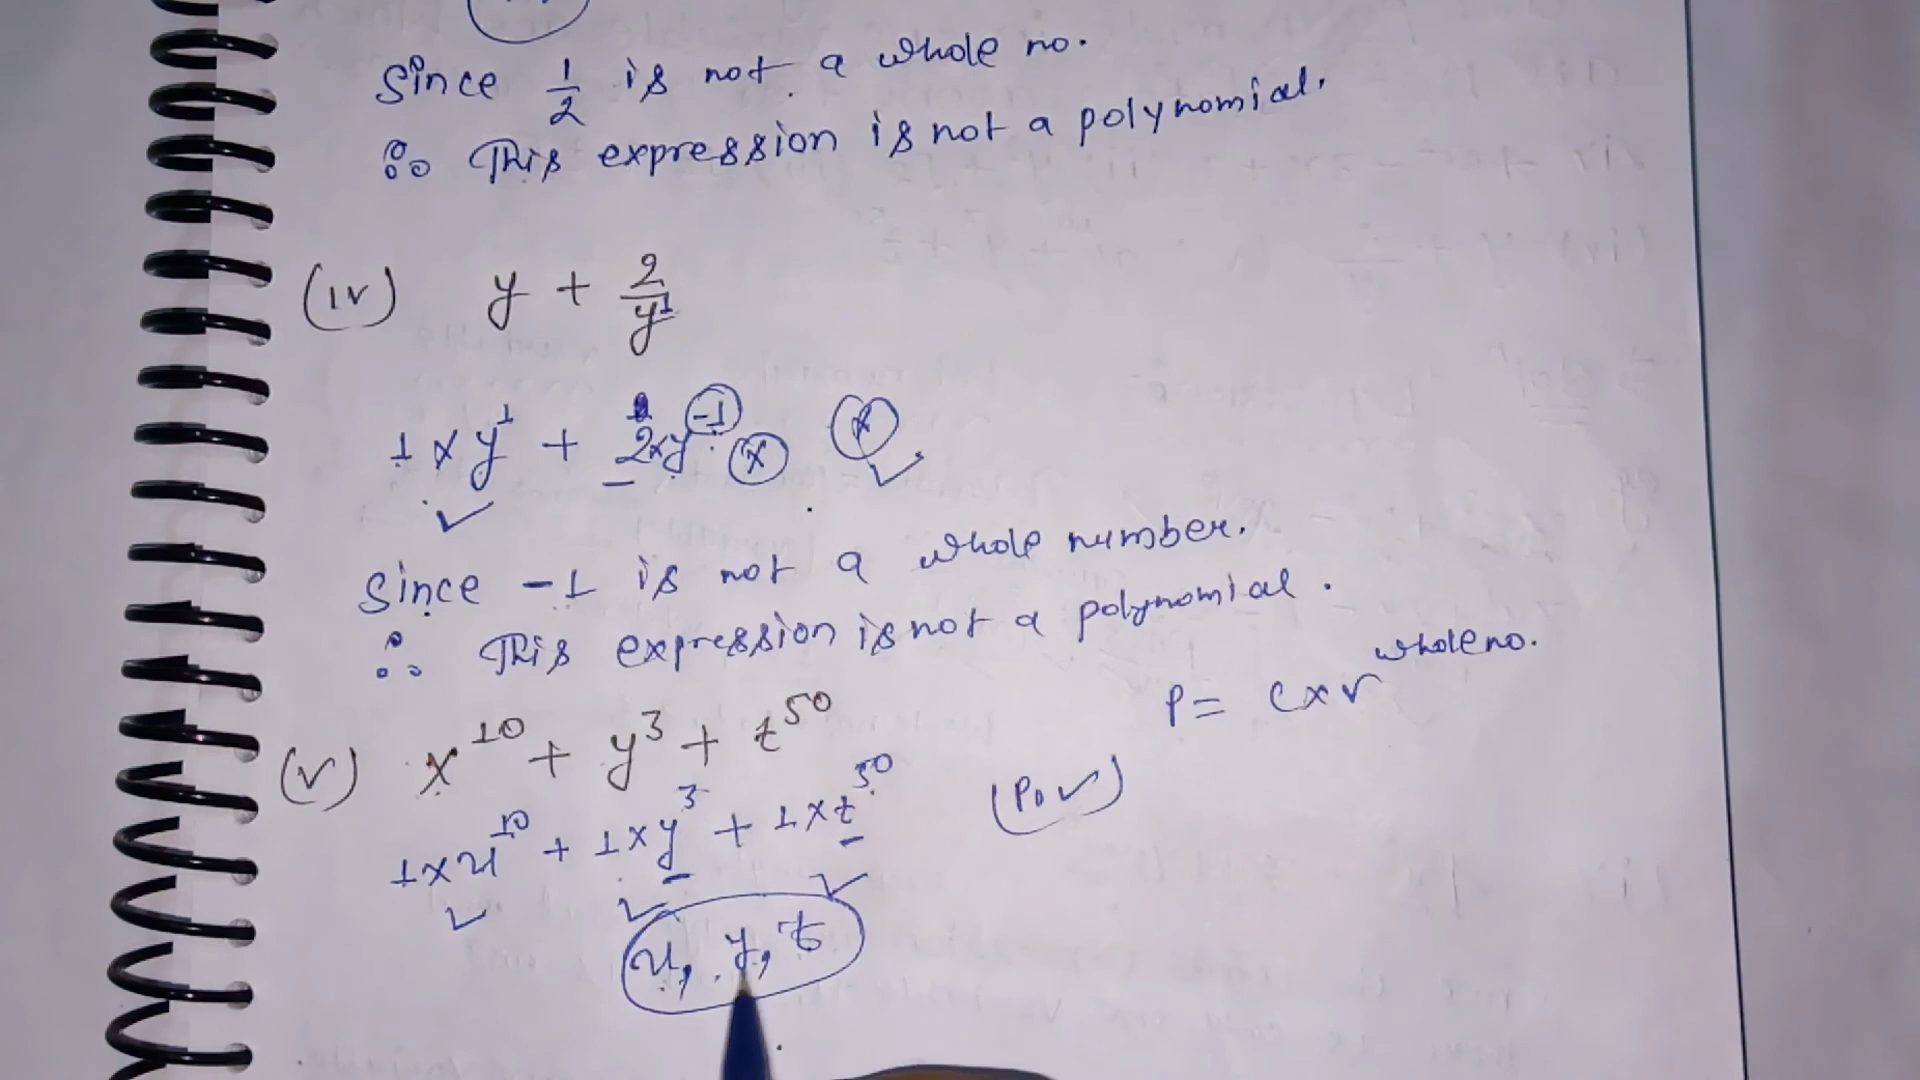 Since 1/2 is not a whole no.
∴ This expression is not a polynomial.
(iv) y + 2/y¹
1 × y¹ + 2×y⁻¹ (x) (x) ✓
✓
Since -1 is not a whole number.
∴ This expression is not a polynomial.
P = c×v^whole no.
(v) x¹⁰ + y³ + t⁵⁰
1×x¹⁰ + 1×y³ + 1×t⁵⁰ (P.v)
✓ ✓ ✓
x, y, t